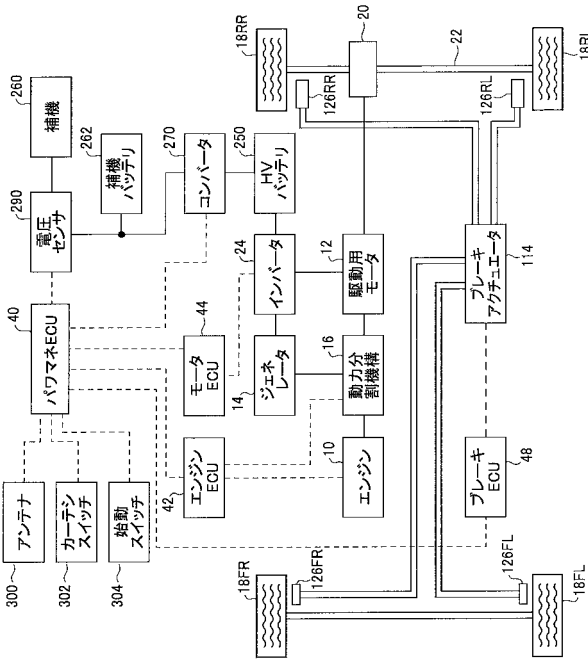 アンテナ
300
カーテシ
スイッチ
302
始動
スイッチ
304
40
パワマネECU
290
電圧
センサ
260
補機
262
補機
バッテリ
270
コンバータ
250
HV
バッテリ
24
インバータ
44
モータ
ECU
14
ジェネ
レータ
42
エンジン
ECU
10
エンジン
16
動力分
割機構
12
駆動用
モータ
20
22
18RR
126RR
18RL
126RL
ブレーキ
アクチュエータ
114
ブレーキ
ECU
48
18FR
126FR
18FL
126FL